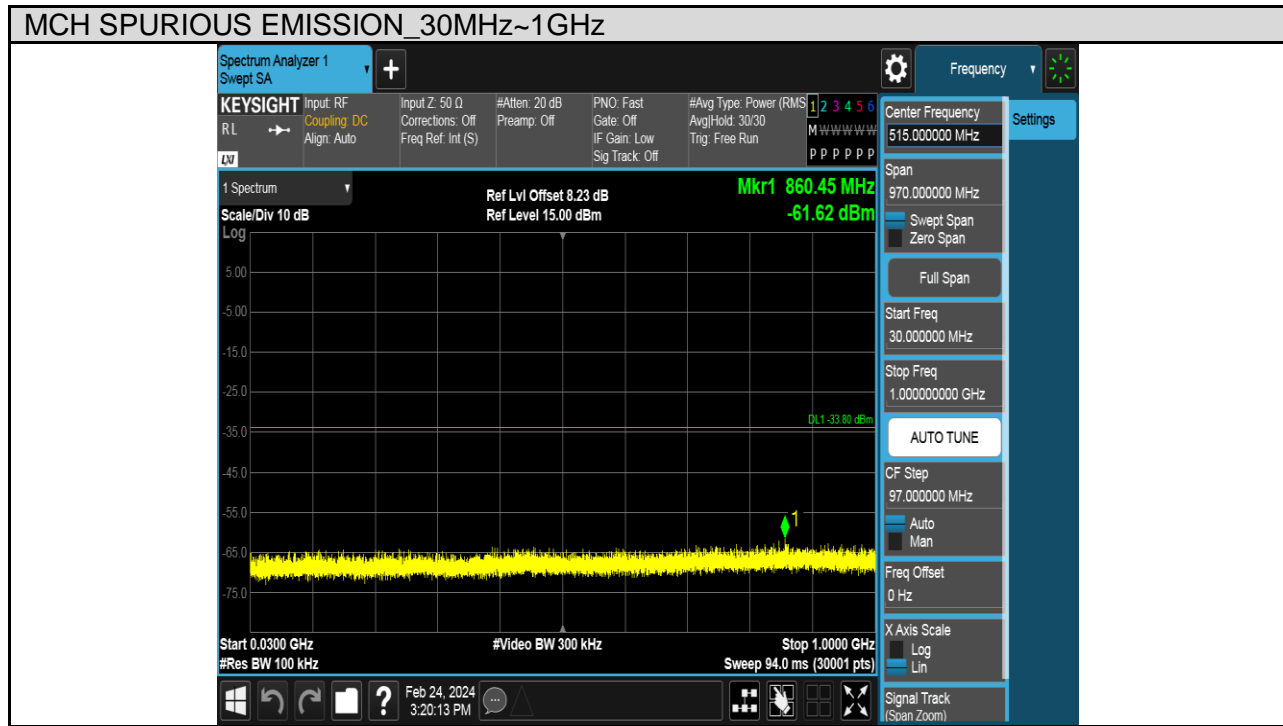 MCH SPURIOUS EMISSION_30MHz~1GHz
Spectrum Analyzer 1
Swept SA
+
Frequency
KEYSIGHT
RL
LXI
Input: RF
Coupling: DC
Align: Auto
Input Z: 50 Ω
Corrections: Off
Freq Ref: Int (S)
#Atten: 20 dB
Preamp: Off
PNO: Fast
Gate: Off
IF Gain: Low
Sig Track: Off
#Avg Type: Power (RMS
Avg|Hold: 30/30
Trig: Free Run
1 2 3 4 5 6
M W W W W W
P P P P P P
1 Spectrum
Scale/Div 10 dB
Log
Ref Lvl Offset 8.23 dB
Ref Level 15.00 dBm
Mkr1 860.45 MHz
-61.62 dBm
5.00
-5.00
-15.0
-25.0
-35.0
-45.0
-55.0
-65.0
-75.0
DL1 -33.80 dBm
1
Start 0.0300 GHz
#Res BW 100 kHz
#Video BW 300 kHz
Stop 1.0000 GHz
Sweep 94.0 ms (30001 pts)
?
Feb 24, 2024
3:20:13 PM
Center Frequency
515.000000 MHz
Settings
Span
970.000000 MHz
Swept Span
Zero Span
Full Span
Start Freq
30.000000 MHz
Stop Freq
1.000000000 GHz
AUTO TUNE
CF Step
97.000000 MHz
Auto
Man
Freq Offset
0 Hz
X Axis Scale
Log
Lin
Signal Track
(Span Zoom)